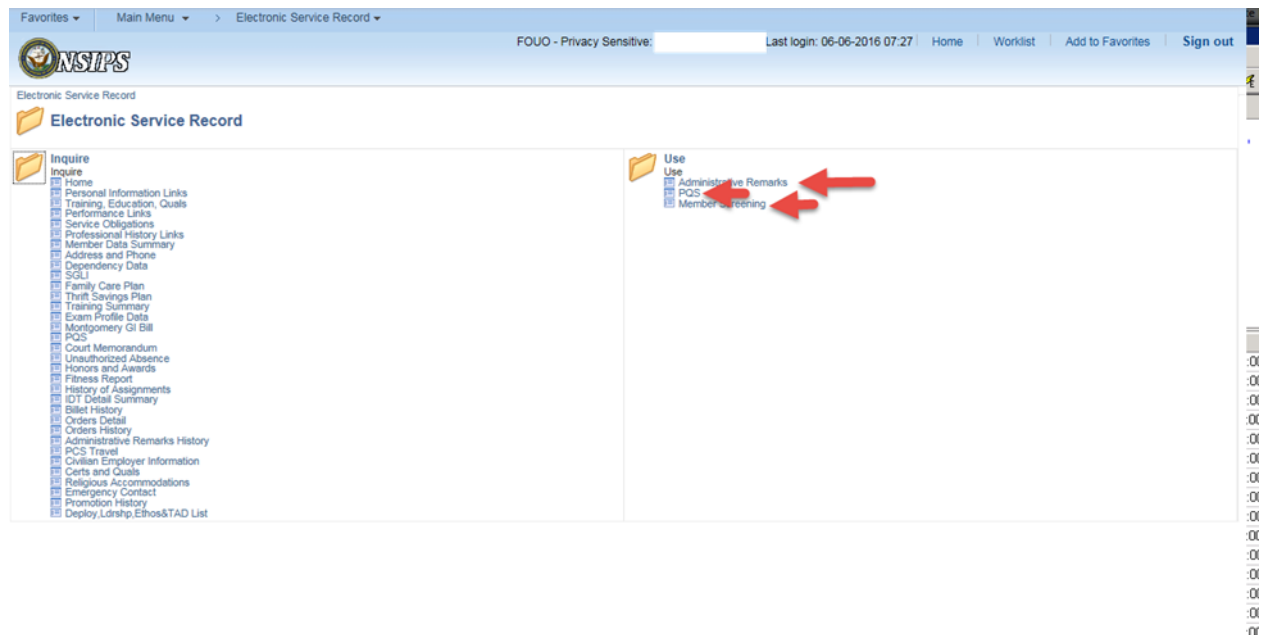 Favorites Main Menu > Electronic Service Record
NSIPS
FOUO - Privacy Sensitive: Last login: 06-06-2016 07:27 Home Worklist Add to Favorites Sign out
Electronic Service Record
Electronic Service Record
Inquire
Inquire
Home
Personal Information Links
Training, Education, Quals
Performance Links
Service Obligations
Professional History Links
Member Data Summary
Address and Phone
Dependency Data
SGLI
Family Care Plan
Thrift Savings Plan
Training Summary
Exam Profile Data
Montgomery GI Bill
PQS
Court Memorandum
Unauthorized Absence
Honors and Awards
Fitness Report
History of Assignments
IDT Detail Summary
Billet History
Orders Detail
Orders History
Administrative Remarks History
PCS Travel
Civilian Employer Information
Certs and Quals
Religious Accommodations
Emergency Contact
Promotion History
Deploy,Ldrshp,Ethos&TAD List
Use
Use
Administrative Remarks
PQS
Member Screening